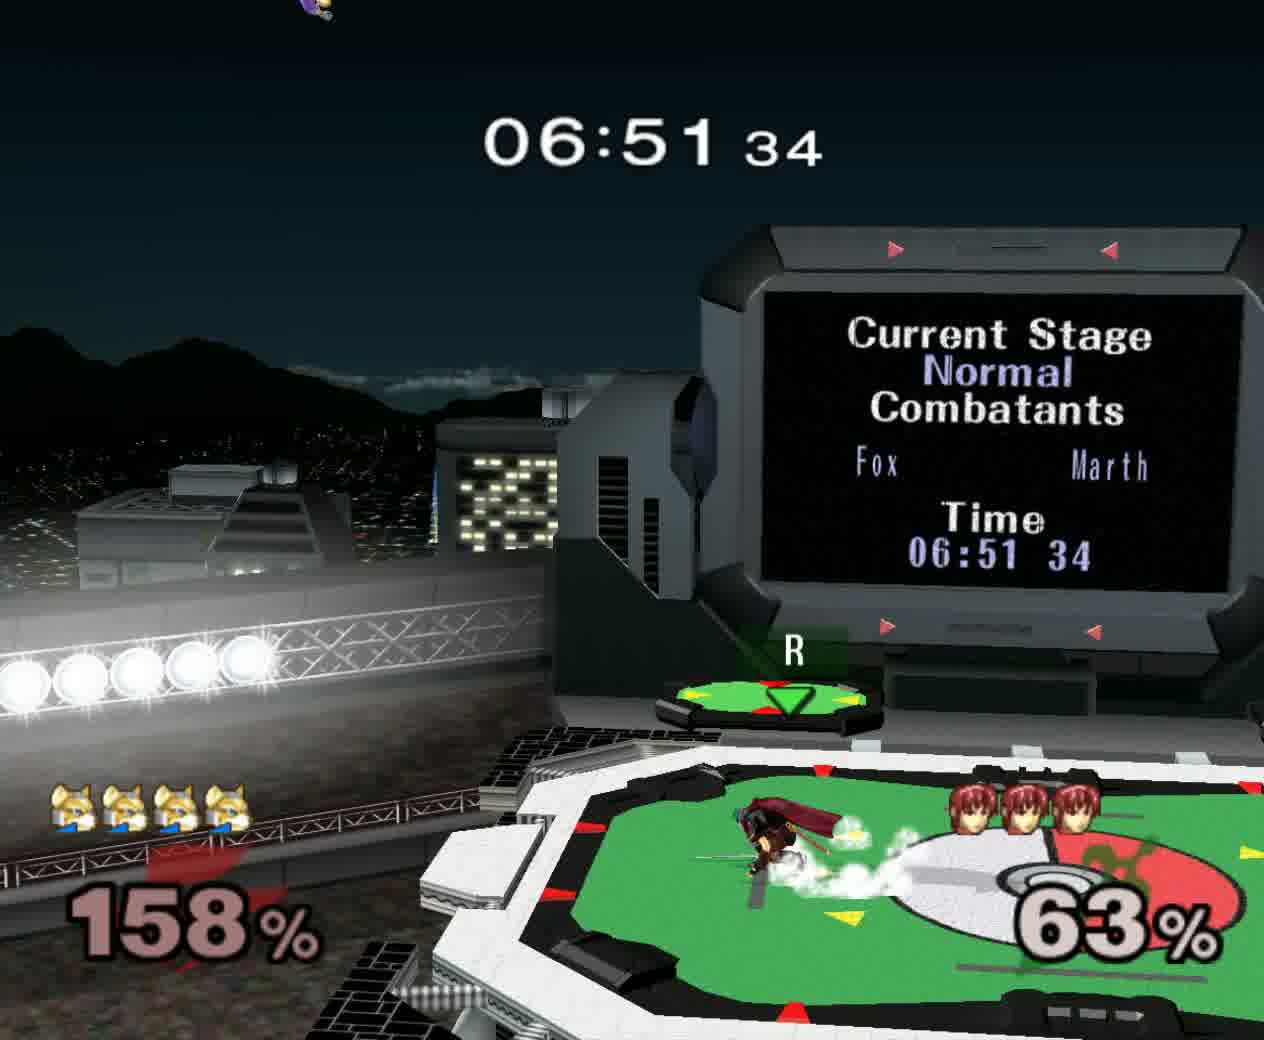 06:51 34
Current Stage
Normal
Combatants
Fox Marth
Time
06:51 34
R
158% 63%